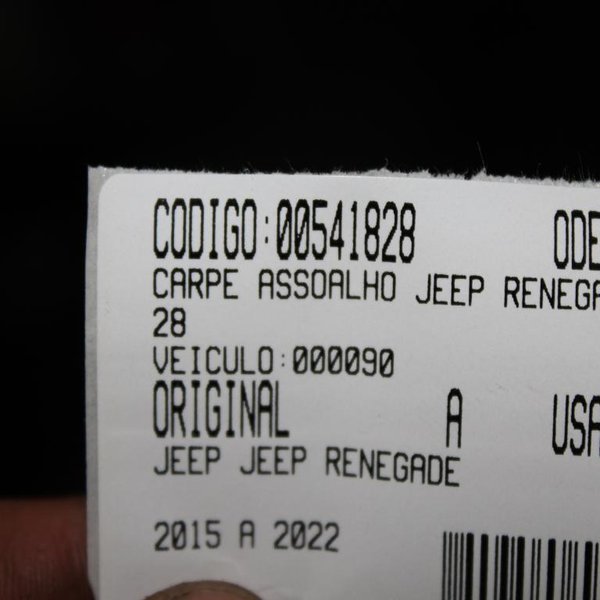 CODIGO:00541828 ODE
CARPE ASSOALHO JEEP RENEGA
28
VEICULO:000090
ORIGINAL A USA
JEEP JEEP RENEGADE
2015 A 2022